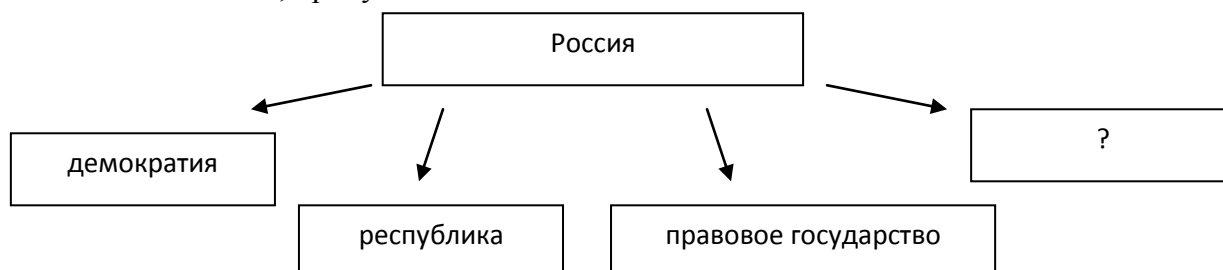 Россия
демократия
?
республика
правовое государство